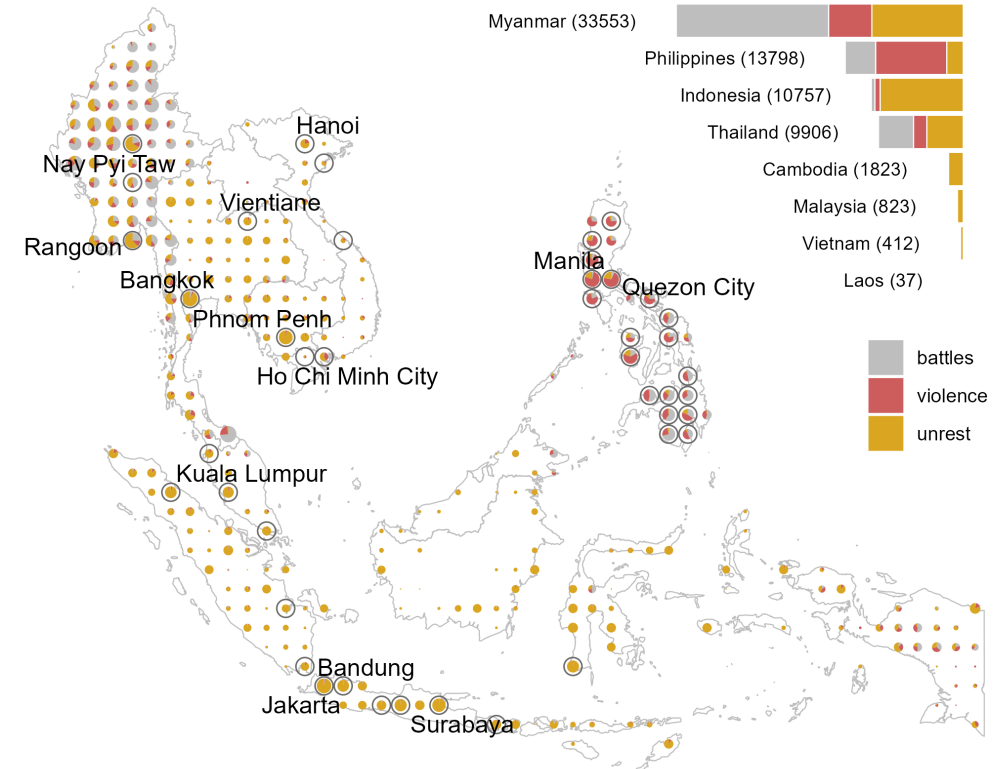 Myanmar (33553)
Philippines (13798)
Indonesia (10757)
Thailand (9906)
Cambodia (1823)
Malaysia (823)
Vietnam (412)
Laos (37)
battles
violence
unrest
Hanoi
Nay Pyi Taw
Vientiane
Rangoon
Bangkok
Phnom Penh
Ho Chi Minh City
Manila
Quezon City
Kuala Lumpur
Bandung
Jakarta
Surabaya